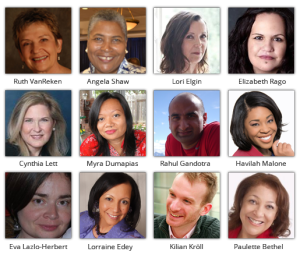 Ruth VanReken Angela Shaw Lori Elgin Elizabeth Rago
Cynthia Lett Myra Dumapias Rahul Gandotra Havilah Malone
Eva Lazlo-Herbert Lorraine Edey Kilian Kröll Paulette Bethel